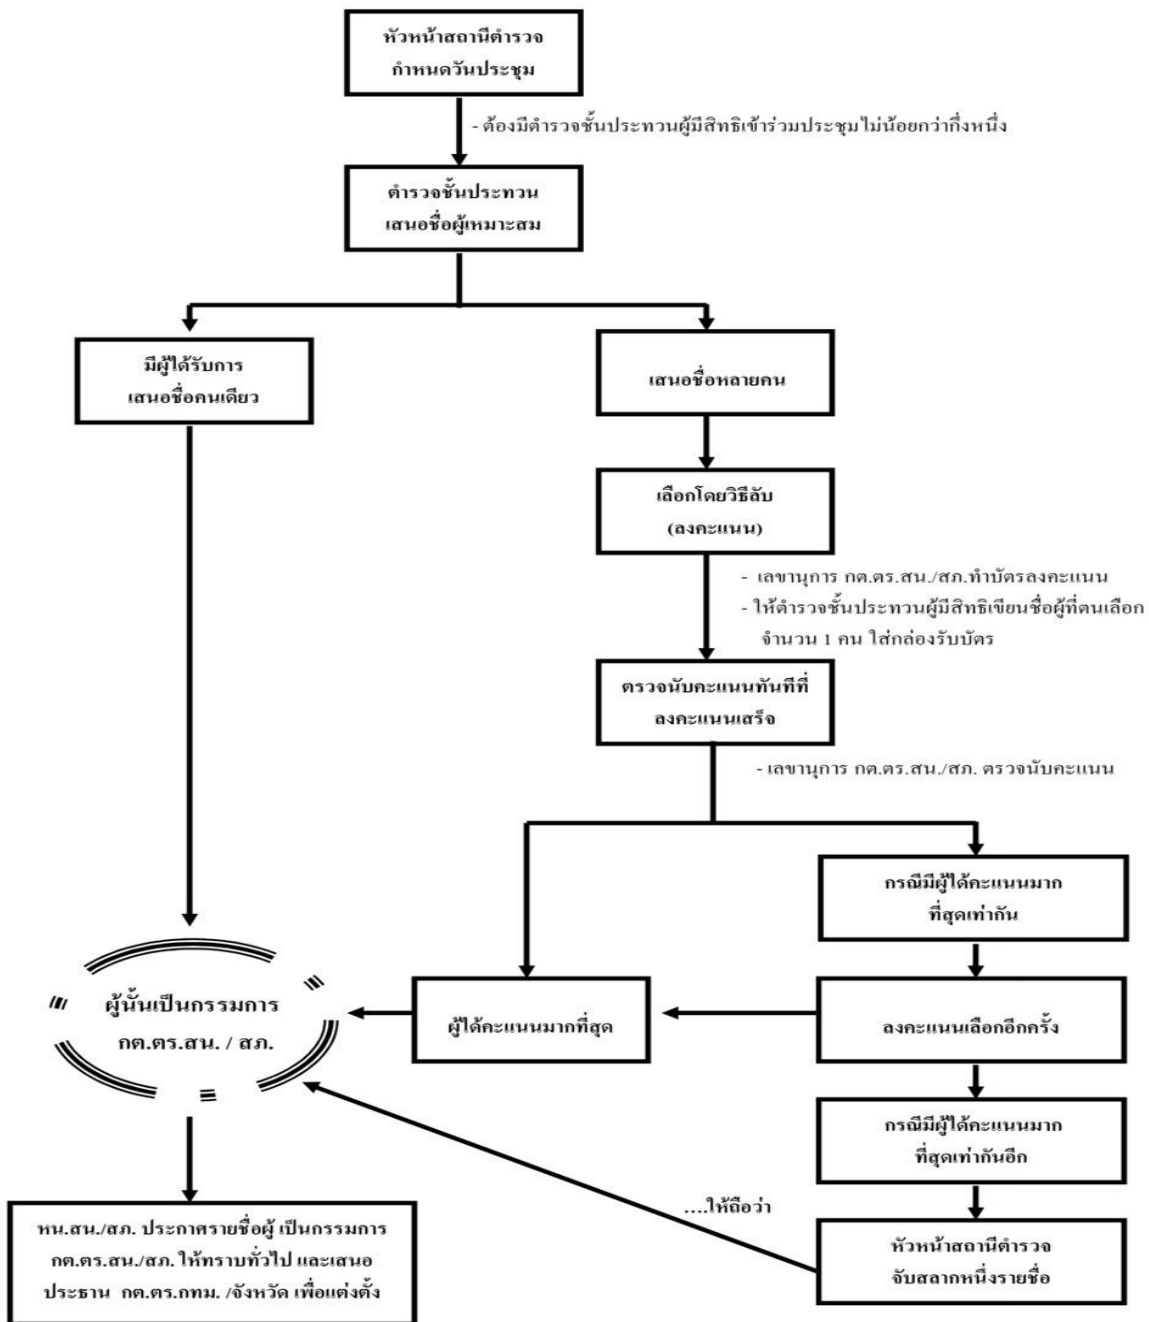 หัวหน้าสถานีตำรวจ
กำหนดวันประชุม
- ต้องมีตำรวจชั้นประทวนผู้มีสิทธิเข้าร่วมประชุมไม่น้อยกว่ากึ่งหนึ่ง
ตำรวจชั้นประทวน
เสนอชื่อผู้เหมาะสม
มีผู้ได้รับการ
เสนอชื่อคนเดียว
เสนอชื่อหลายคน
เลือกโดยวิธีลับ
(ลงคะแนน)
- เลขานุการ กต.ตร.สน./สภ.ทำบัตรลงคะแนน
- ให้ตำรวจชั้นประทวนผู้มีสิทธิเขียนชื่อผู้ที่ตนเลือก
จำนวน 1 คน ใส่กล่องรับบัตร
ตรวจนับคะแนนทันทีที่
ลงคะแนนเสร็จ
- เลขานุการ กต.ตร.สน./สภ. ตรวจนับคะแนน
กรณีมีผู้ได้คะแนนมาก
ที่สุดเท่ากัน
ผู้นั้นเป็นกรรมการ
กต.ตร.สน. / สภ.
ผู้ได้คะแนนมากที่สุด
ลงคะแนนเลือกอีกครั้ง
กรณีมีผู้ได้คะแนนมาก
ที่สุดเท่ากันอีก
....ให้ถือว่า
หัวหน้าสถานีตำรวจ
จับสลากหนึ่งรายชื่อ
หน.สน./สภ. ประกาศรายชื่อผู้ เป็นกรรมการ
กต.ตร.สน./สภ. ให้ทราบทั่วไป และเสนอ
ประธาน กต.ตร.กทม. /จังหวัด เพื่อแต่งตั้ง